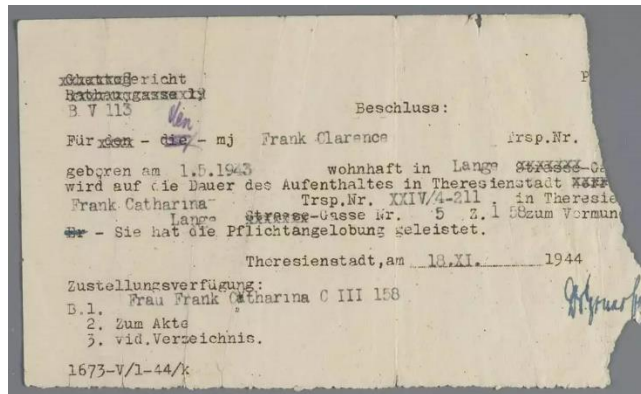 Ghettogericht
Rathausgasse 19
B V 113
Beschluss:
Für den - die - mj Frank Clarence Trsp.Nr.
geboren am 1.5.1943 wohnhaft in Lange Strasse-Ga
wird auf die Dauer des Aufenthaltes in Theresienstadt
Frank Catharina Trsp.Nr. XXIV/4-211 . in Theresie
Lange Strasse-Gasse Nr. 5 Z.1 58zum Vormun
Er - Sie hat die Pflichtangelobung geleistet.
Theresienstadt,am 18.XI. 1944
Zustellungsverfügung:
B.1. Frau Frank Catharina C III 158
2. Zum Akte
3. vid.Verzeichnis.
1673-V/1-44/k